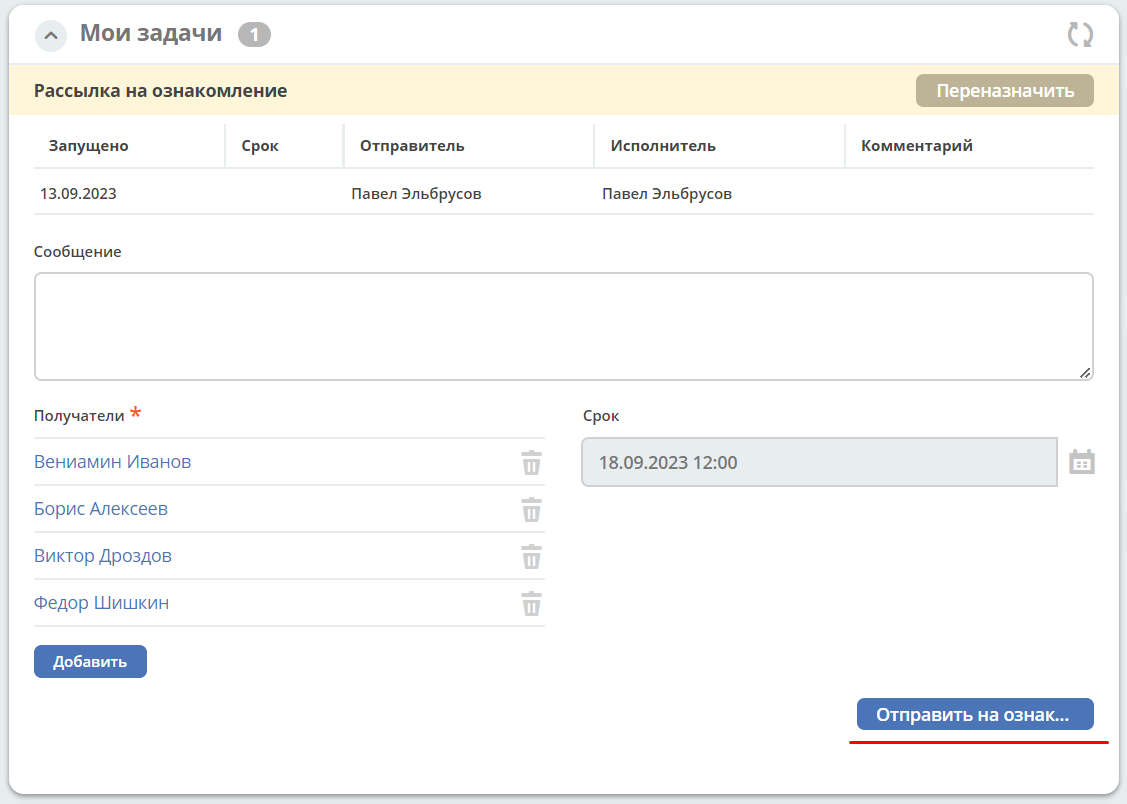 Мои задачи 1
Рассылка на ознакомление Переназначить
Запущено Срок Отправитель Исполнитель Комментарий
13.09.2023 Павел Эльбрусов Павел Эльбрусов
Сообщение
Получатели * Срок
Вениамин Иванов 18.09.2023 12:00
Борис Алексеев
Виктор Дроздов
Федор Шишкин
Добавить
Отправить на ознак...